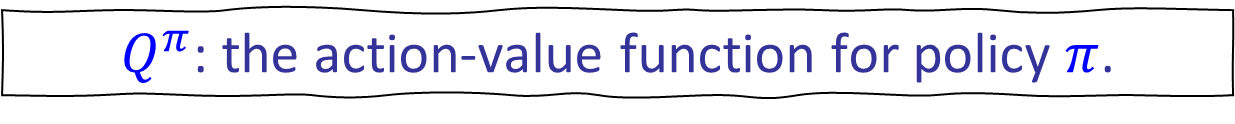 Q^π: the action-value function for policy π.